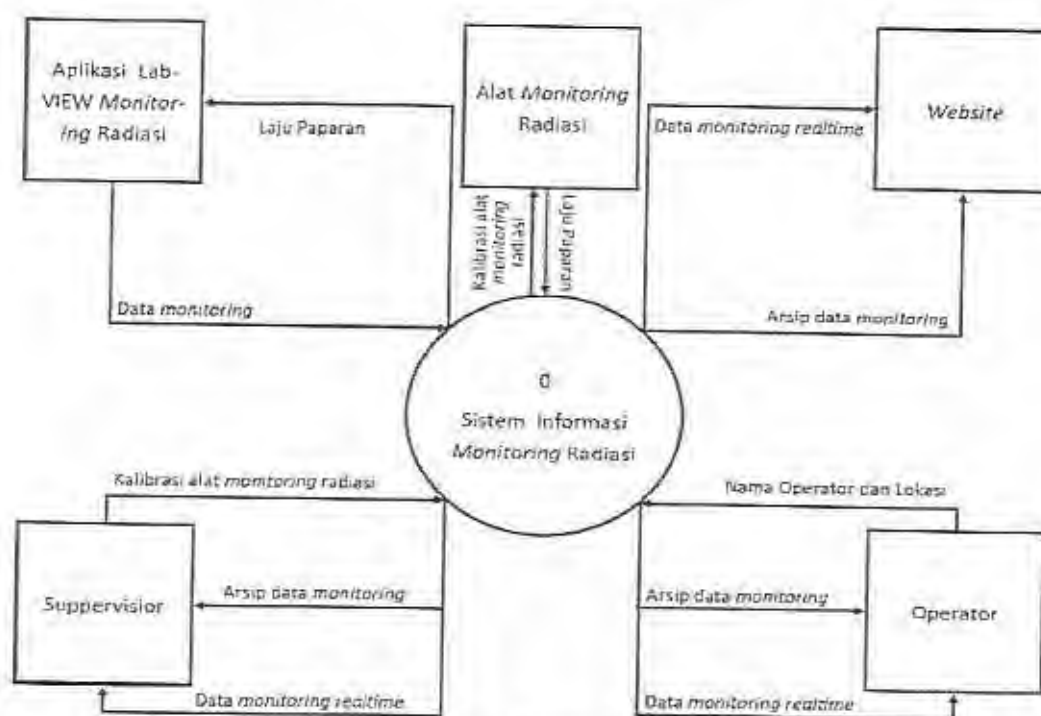 Aplikasi Lab-
VIEW Monitor-
ing Radiasi
Laju Paparan
Data monitoring
Alat Monitoring
Radiasi
Kalibrasi alat
monitoring
radiasi
Laju Paparan
Data monitoring realtime
Website
Arsip data monitoring
0
Sistem Informasi
Monitoring Radiasi
Kalibrasi alat monitoring radiasi
Suppervisior
Arsip data monitoring
Data monitoring realtime
Nama Operator dan Lokasi
Arsip data monitoring
Operator
Data monitoring realtime